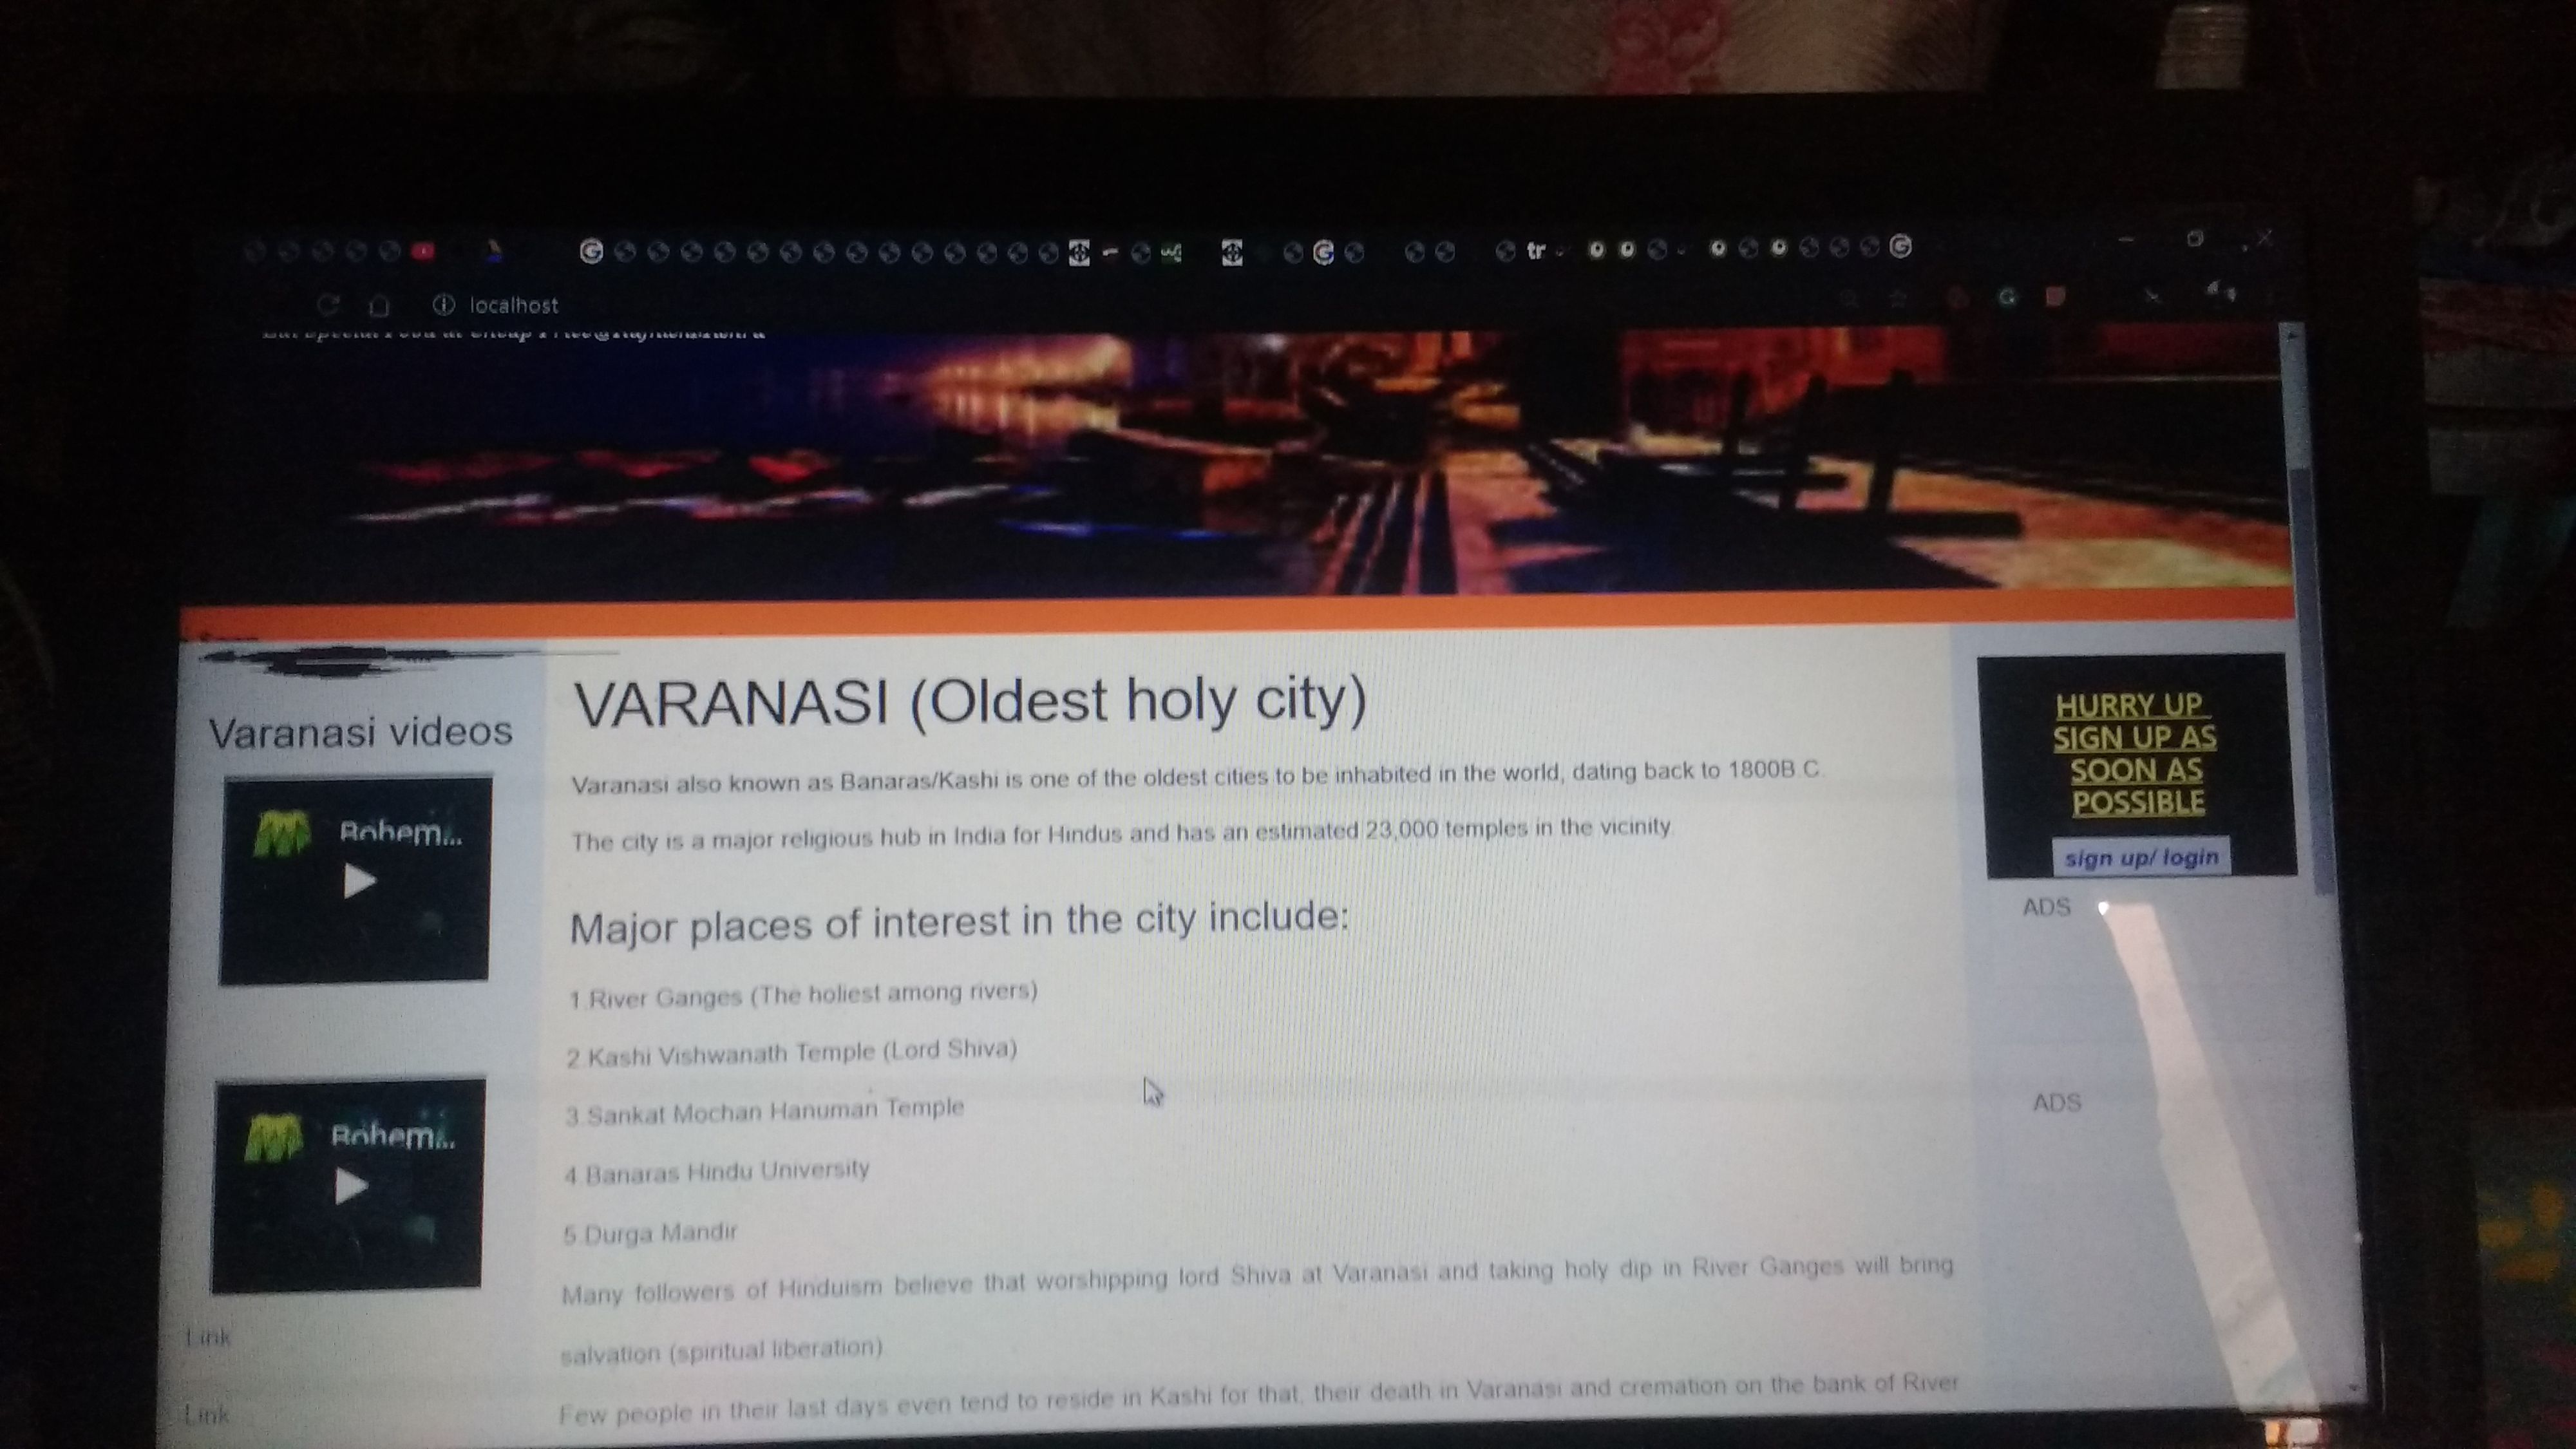 localhost
VARANASI (Oldest holy city)
Varanasi videos
Bohem...
Bohem...
Link
Link
Varanasi also known as Banaras/Kashi is one of the oldest cities to be inhabited in the world, dating back to 1800B.C.
The city is a major religious hub in India for Hindus and has an estimated 23,000 temples in the vicinity.
Major places of interest in the city include:
1.River Ganges (The holiest among rivers)
2.Kashi Vishwanath Temple (Lord Shiva)
3.Sankat Mochan Hanuman Temple
4.Banaras Hindu University
5.Durga Mandir
Many followers of Hinduism believe that worshipping lord Shiva at Varanasi and taking holy dip in River Ganges will bring
salvation (spiritual liberation)
Few people in their last days even tend to reside in Kashi for that, their death in Varanasi and cremation on the bank of River
HURRY UP
SIGN UP AS
SOON AS
POSSIBLE
sign up/ login
ADS
ADS